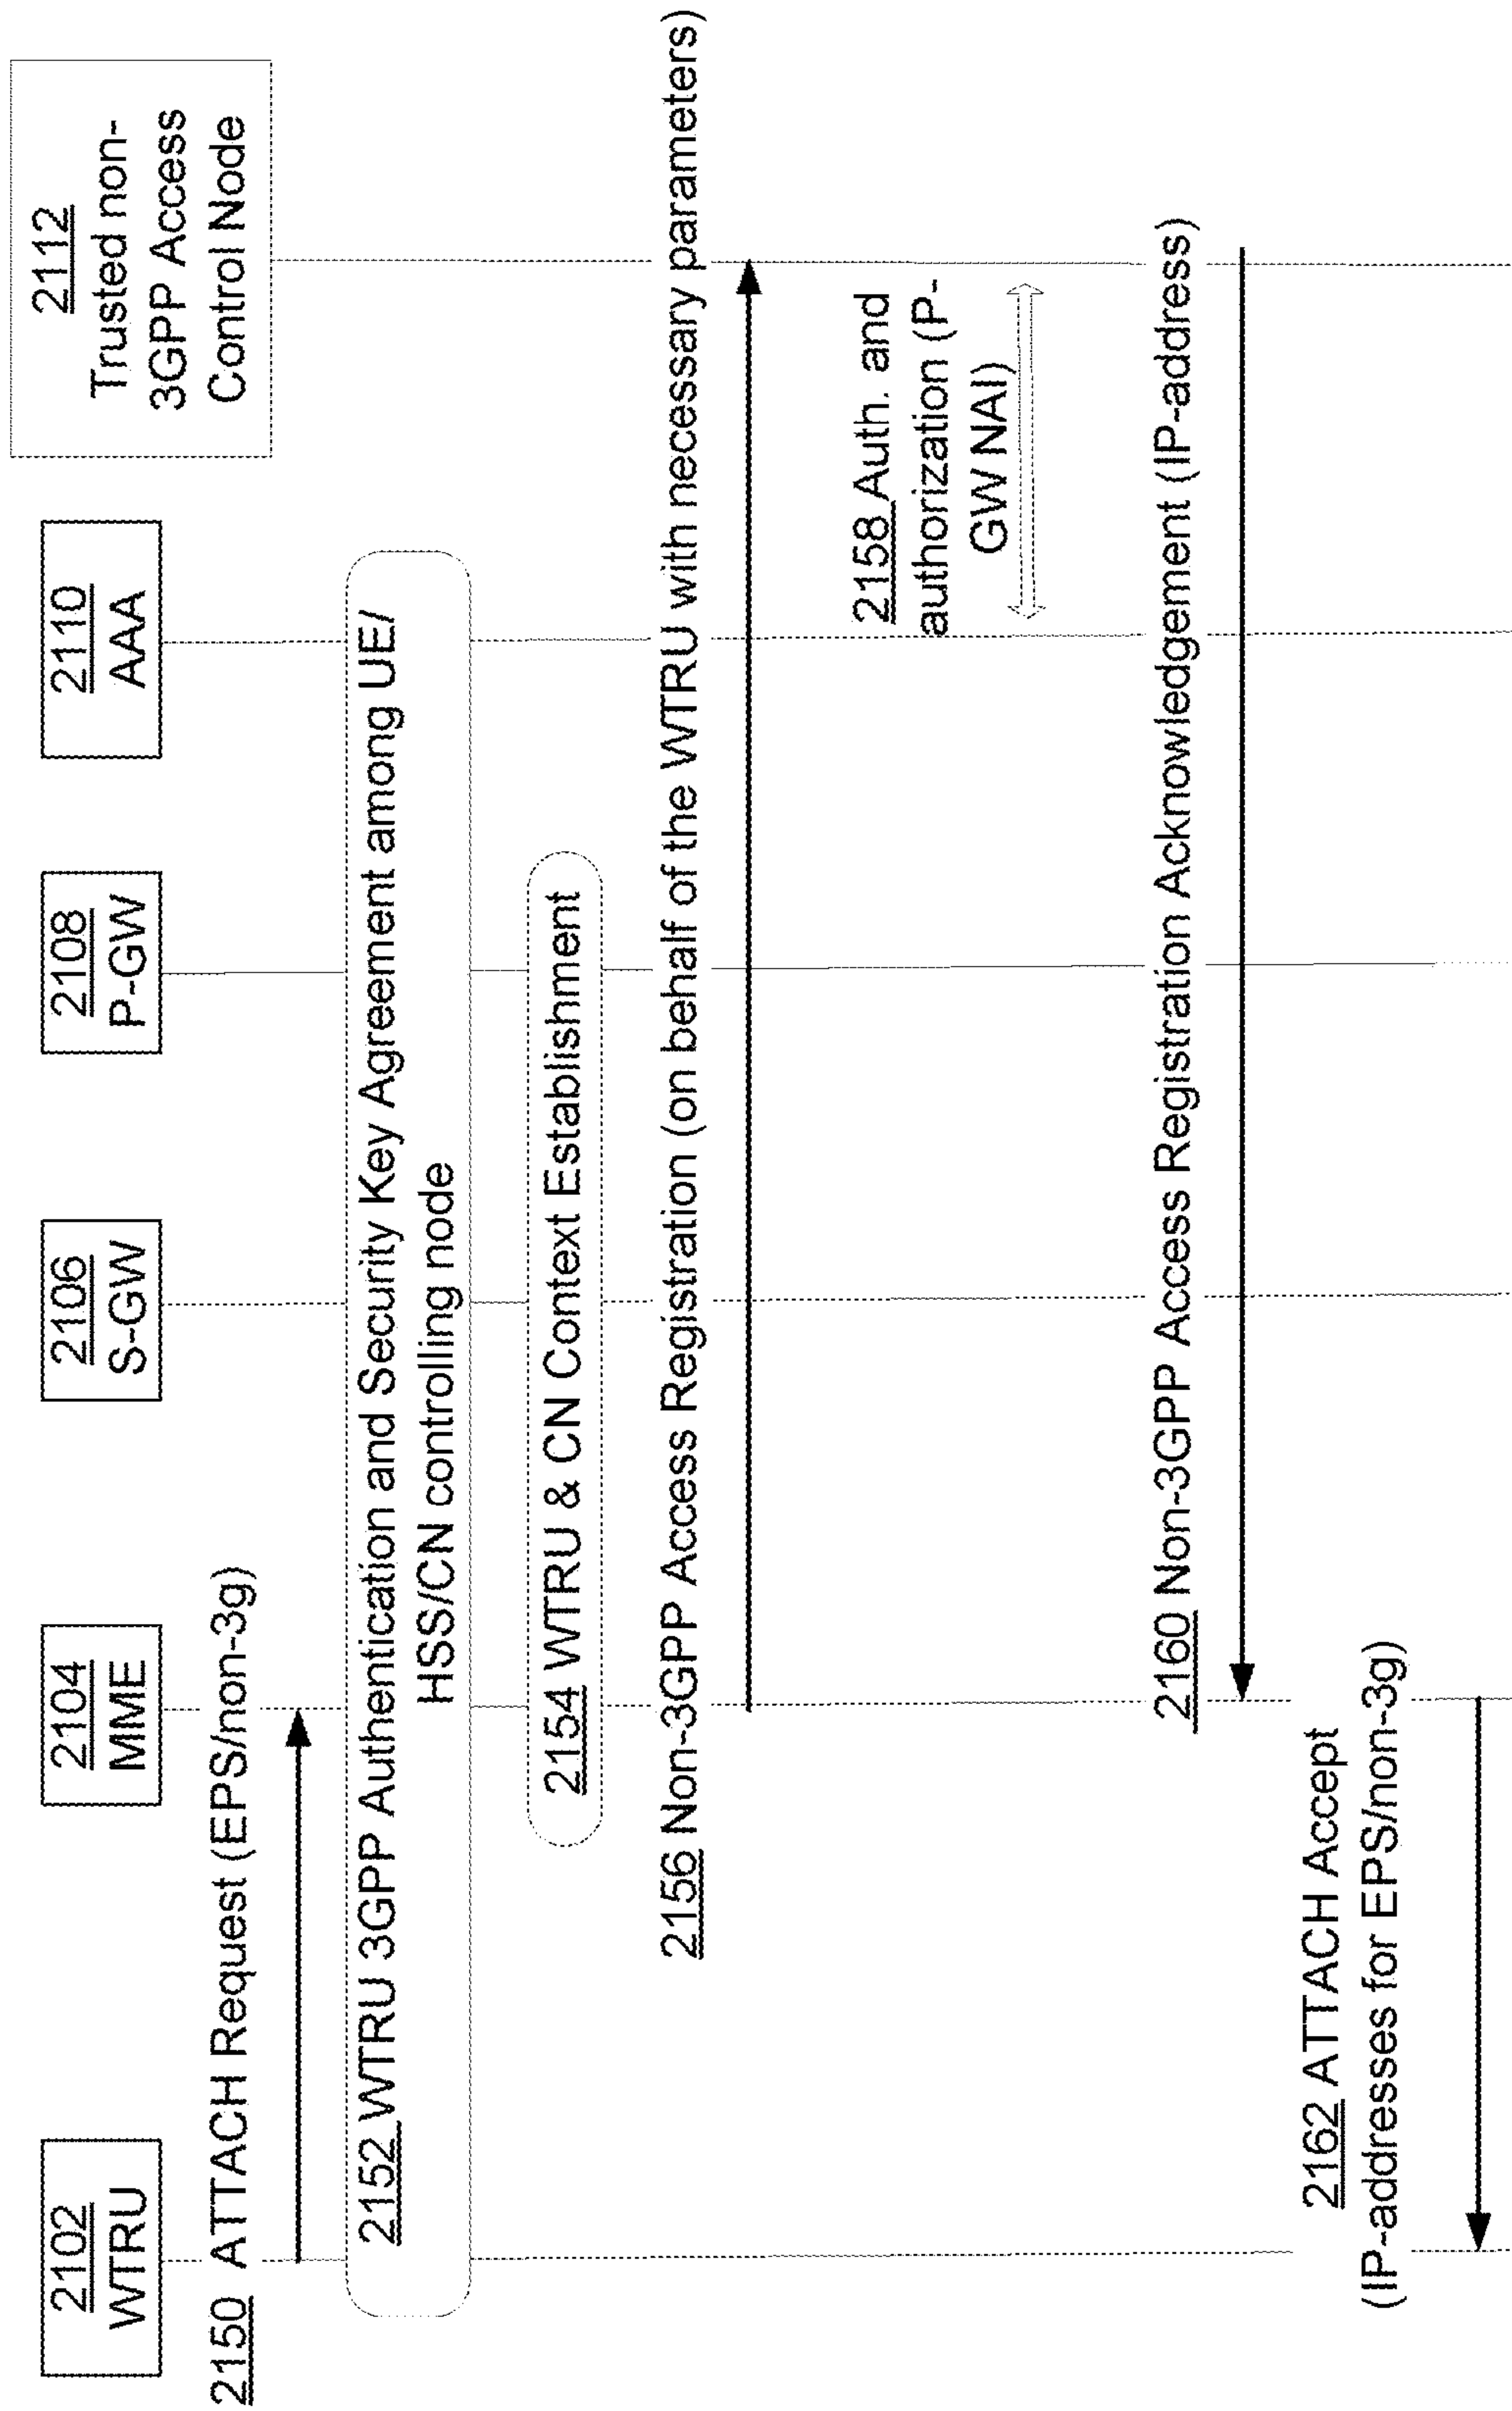 2102
WTRU
2104
MME
2106
S-GW
2108
P-GW
2110
AAA
2112
Trusted non-
3GPP Access
Control Node
2150 ATTACH Request (EPS/non-3g)
2152 WTRU 3GPP Authentication and Security Key Agreement among UE/
HSS/CN controlling node
2154 WTRU & CN Context Establishment
2156 Non-3GPP Access Registration (on behalf of the WTRU with necessary parameters)
2158 Auth. and
authorization (P-
GW NAI)
2160 Non-3GPP Access Registration Acknowledgement (IP-address)
2162 ATTACH Accept
(IP-addresses for EPS/non-3g)